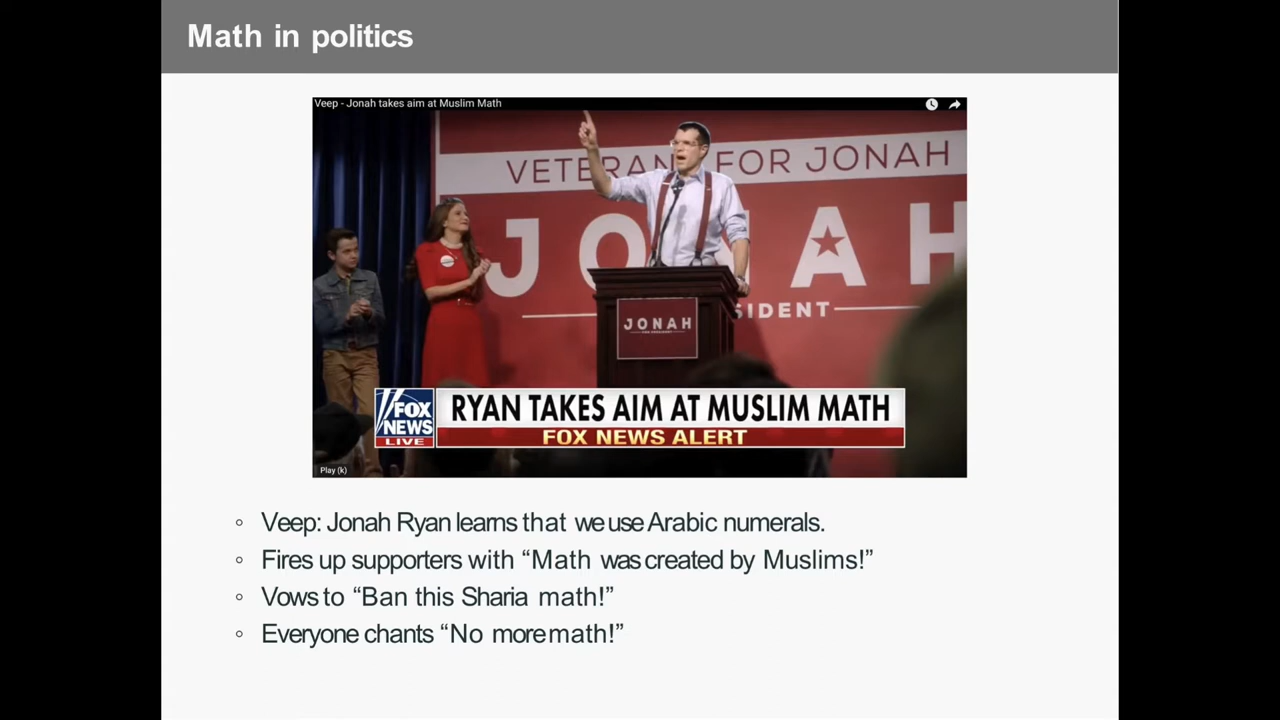 Math in politics
Veep - Jonah takes aim at Muslim Math
VETERAN FOR JONAH
JONAH
SIDENT
JONAH
FOX NEWS LIVE
RYAN TAKES AIM AT MUSLIM MATH
FOX NEWS ALERT
Play (k)
Veep: Jonah Ryan learns that we use Arabic numerals.
Fires up supporters with “Math was created by Muslims!”
Vows to “Ban this Sharia math!”
Everyone chants “No more math!”